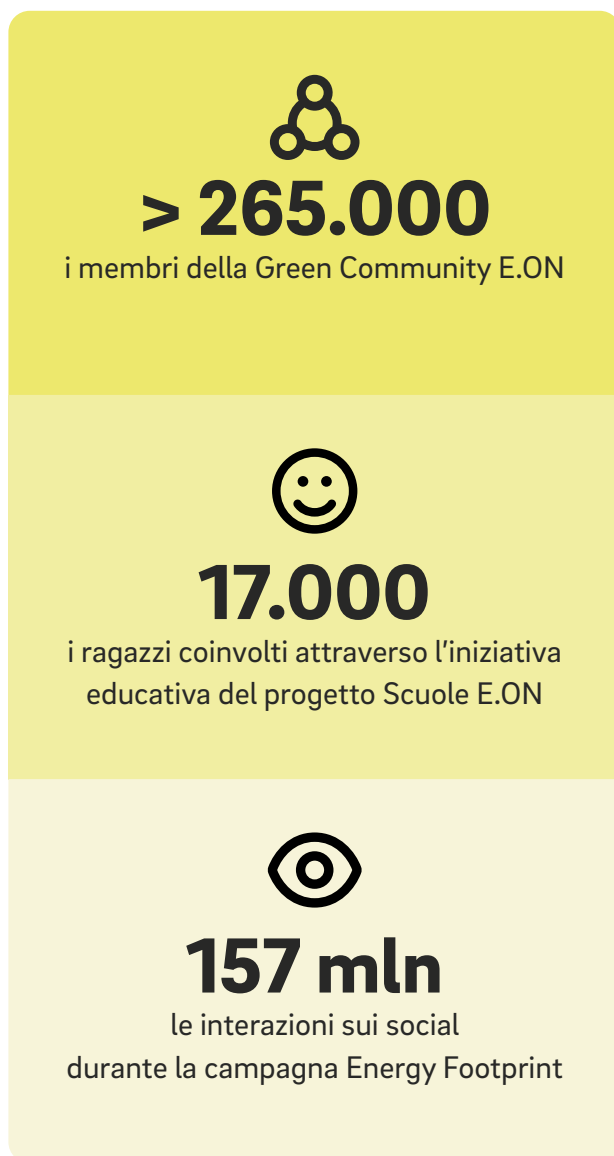 > 265.000
i membri della Green Community E.ON
17.000
i ragazzi coinvolti attraverso l'iniziativa
educativa del progetto Scuole E.ON
157 mln
le interazioni sui social
durante la campagna Energy Footprint